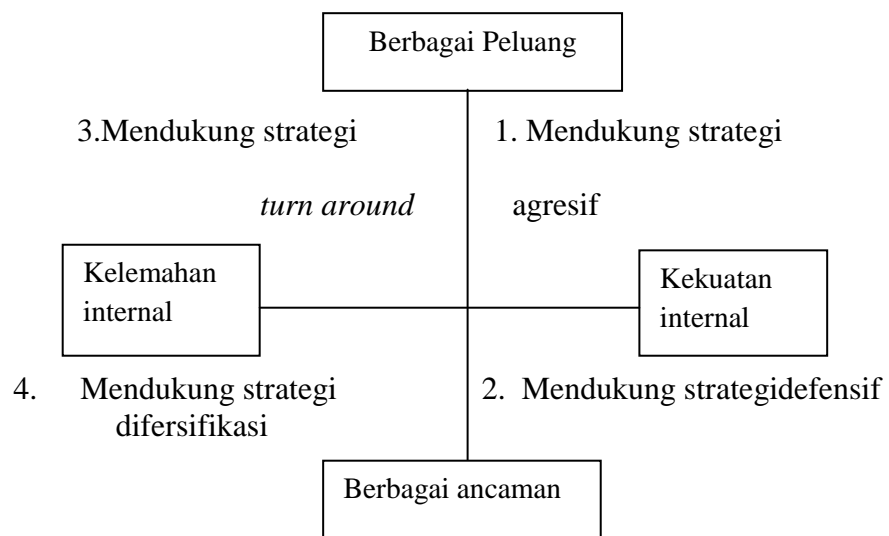 Berbagai Peluang
3.Mendukung strategi
turn around
1. Mendukung strategi
agresif
Kelemahan
internal
Kekuatan
internal
4. Mendukung strategi
difersifikasi
2. Mendukung strategidefensif
Berbagai ancaman